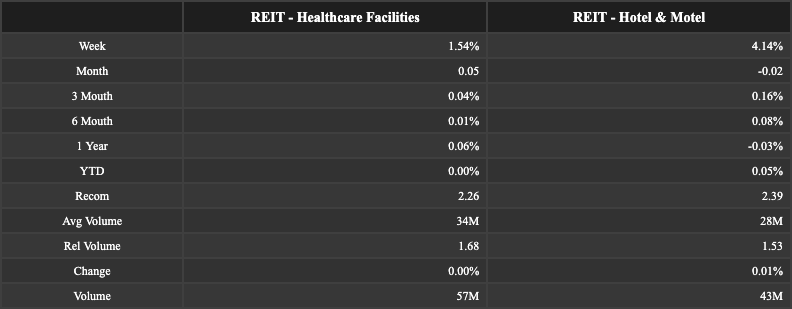 REIT - Healthcare Facilities REIT - Hotel & Motel
Week 1.54% 4.14%
Month 0.05 -0.02
3 Mouth 0.04% 0.16%
6 Mouth 0.01% 0.08%
1 Year 0.06% -0.03%
YTD 0.00% 0.05%
Recom 2.26 2.39
Avg Volume 34M 28M
Rel Volume 1.68 1.53
Change 0.00% 0.01%
Volume 57M 43M